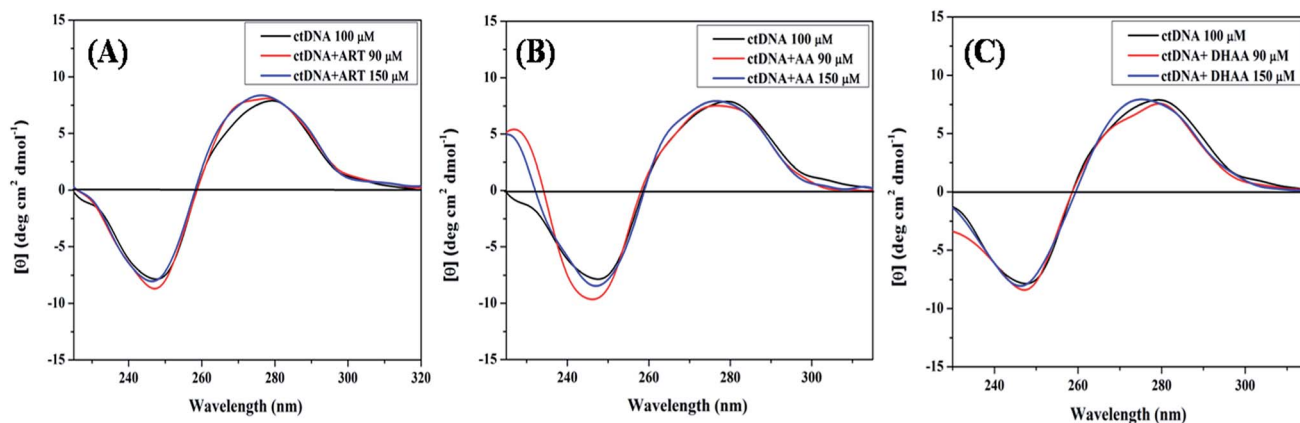 (A)
ctDNA 100 μM
ctDNA+ART 90 μM
ctDNA+ART 150 μM
[θ] (deg cm² dmol⁻¹)
15
10
5
0
-5
-10
-15
240
260
280
300
320
Wavelength (nm)
(B)
ctDNA 100 μM
ctDNA+AA 90 μM
ctDNA+AA 150 μM
[θ] (deg cm² dmol⁻¹)
15
10
5
0
-5
-10
-15
240
260
280
300
Wavelength (nm)
(C)
ctDNA 100 μM
ctDNA+ DHAA 90 μM
ctDNA+ DHAA 150 μM
[θ] (deg cm² dmol⁻¹)
15
10
5
0
-5
-10
-15
240
260
280
300
Wavelength (nm)